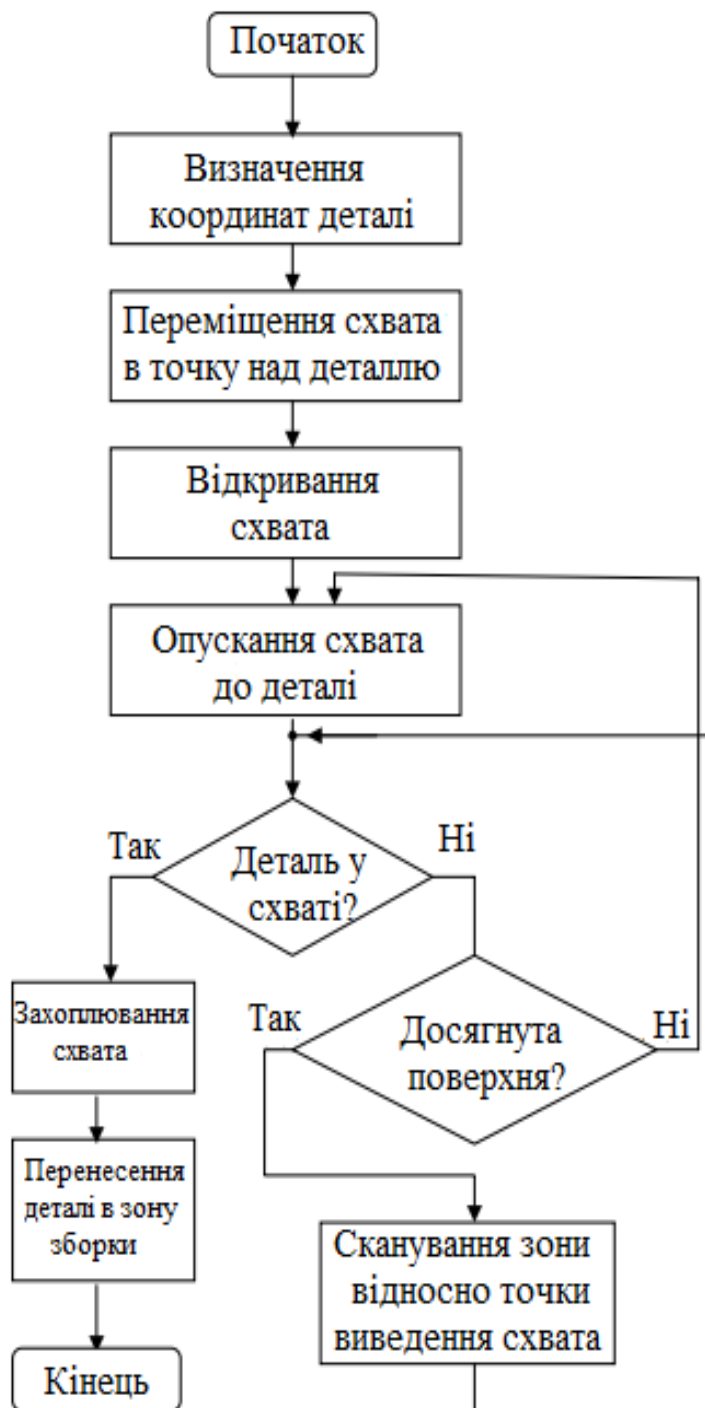 Початок
Визначення
координат деталі
Переміщення схвата
в точку над деталлю
Відкривання
схвата
Опускання схвата
до деталі
Так
Ні
Деталь у
схваті?
Захоплювання
схвата
Так
Ні
Досягнута
поверхня?
Перенесення
деталі в зону
зборки
Сканування зони
відносно точки
виведення схвата
Кінець